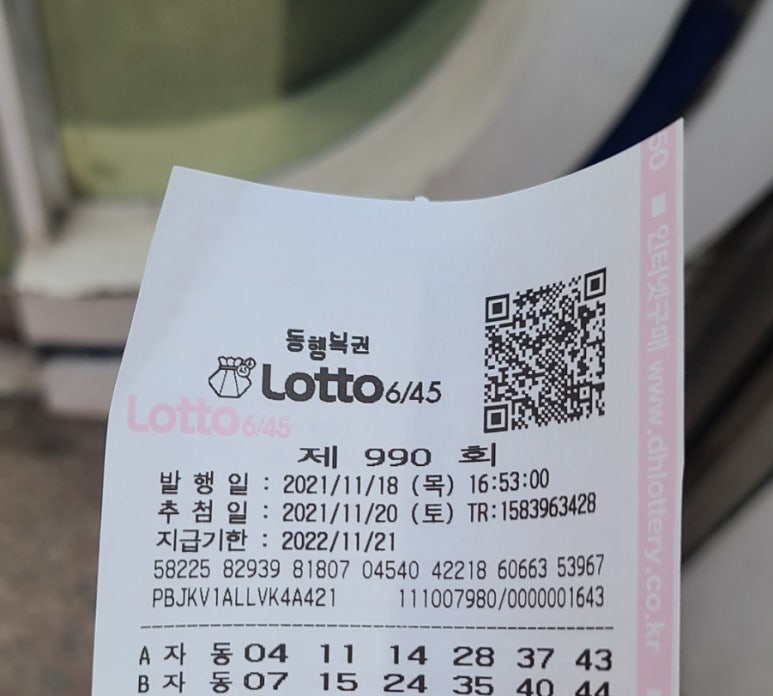 동행복권
Lotto 6/45
Lotto 6/45
제 990 회
발 행 일 : 2021/11/18 (목) 16:53:00
추 첨 일 : 2021/11/20 (토) TR:1583963428
지급기한 : 2022/11/21
58225 82939 81807 04540 42218 60663 53967
PBJKV1ALLVK4A421 111007980/0000001643
A 자 동 04 11 14 28 37 43
B 자 동 07 15 24 35 40 44
60 ■ 인터넷구매 www.dhlottery.co.kr